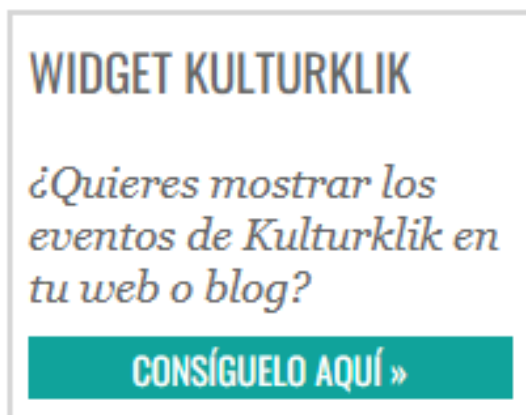 WIDGET KULTURKLIK
¿Quieres mostrar los
eventos de Kulturklik en
tu web o blog?
CONSÍGUELO AQUÍ »